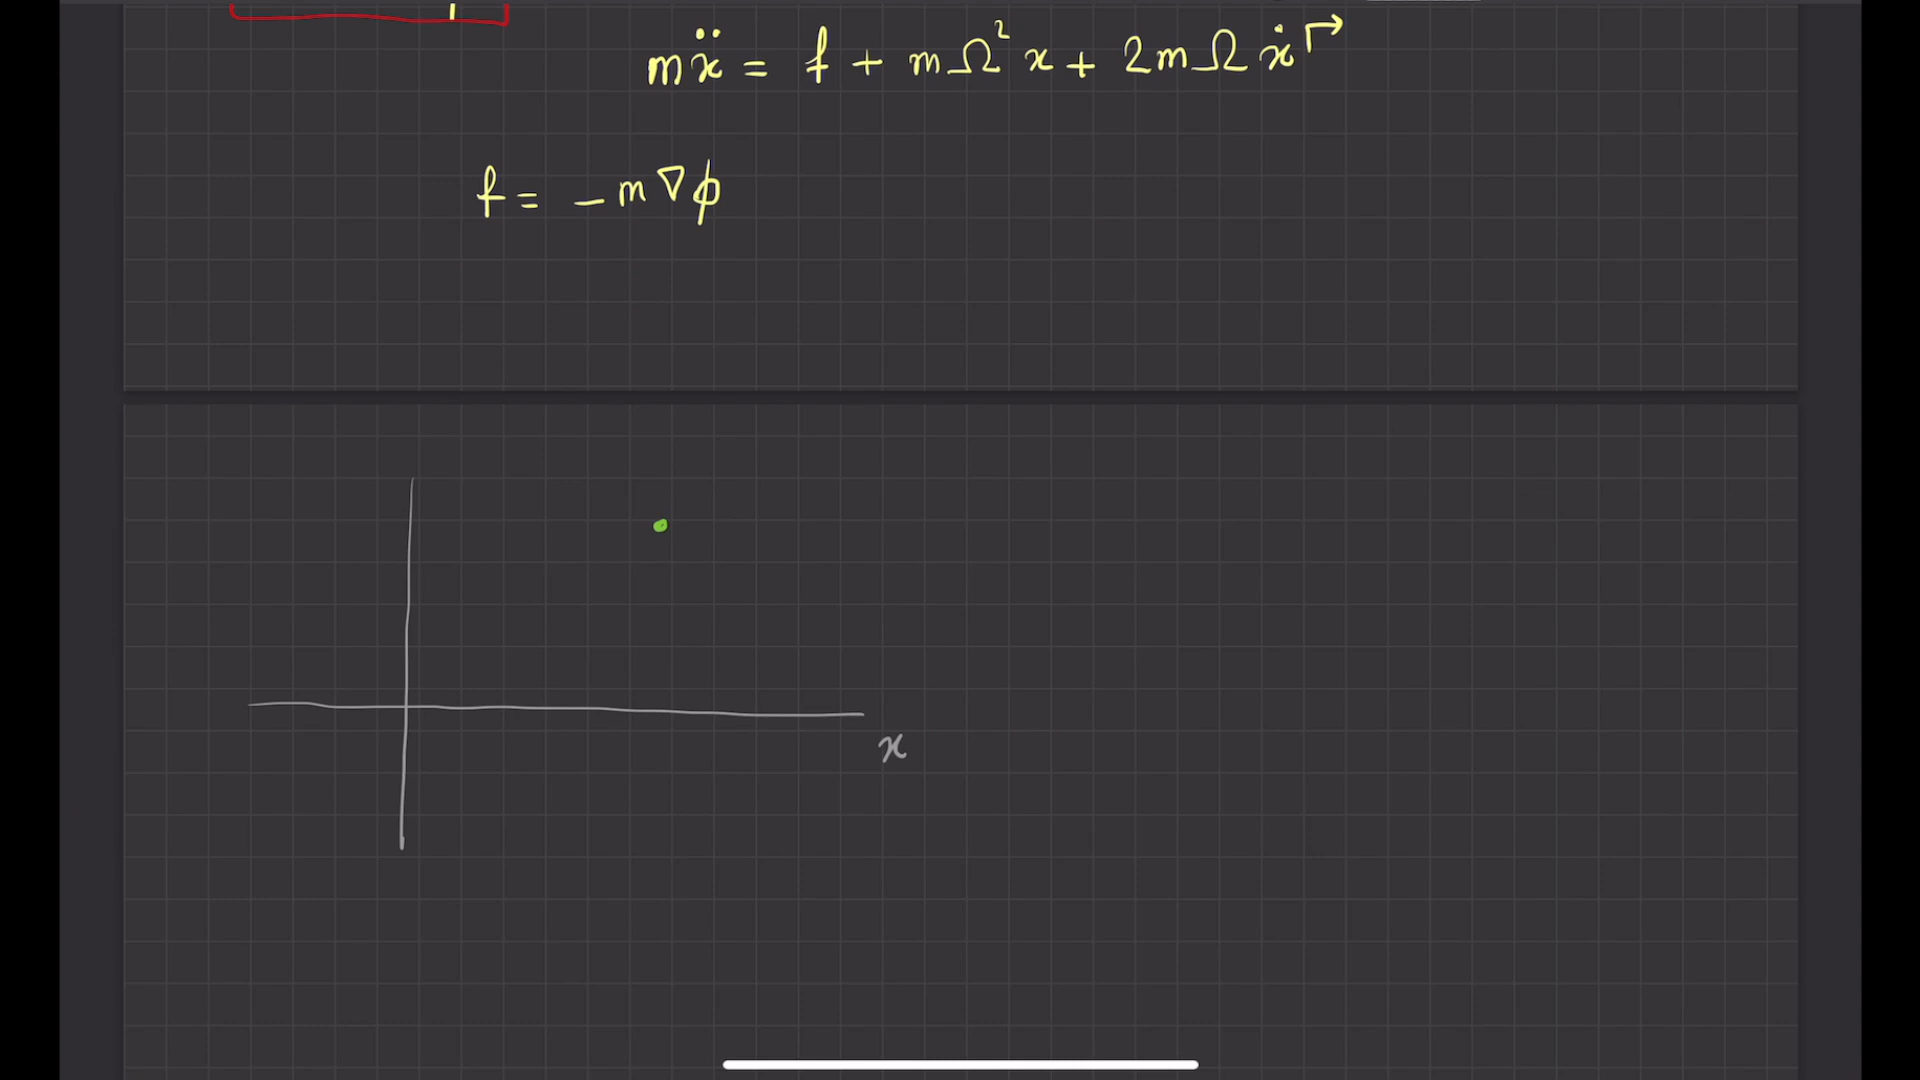 mẍ = f + mΩ²x + 2mΩẋ↱
f = -m∇ϕ
x